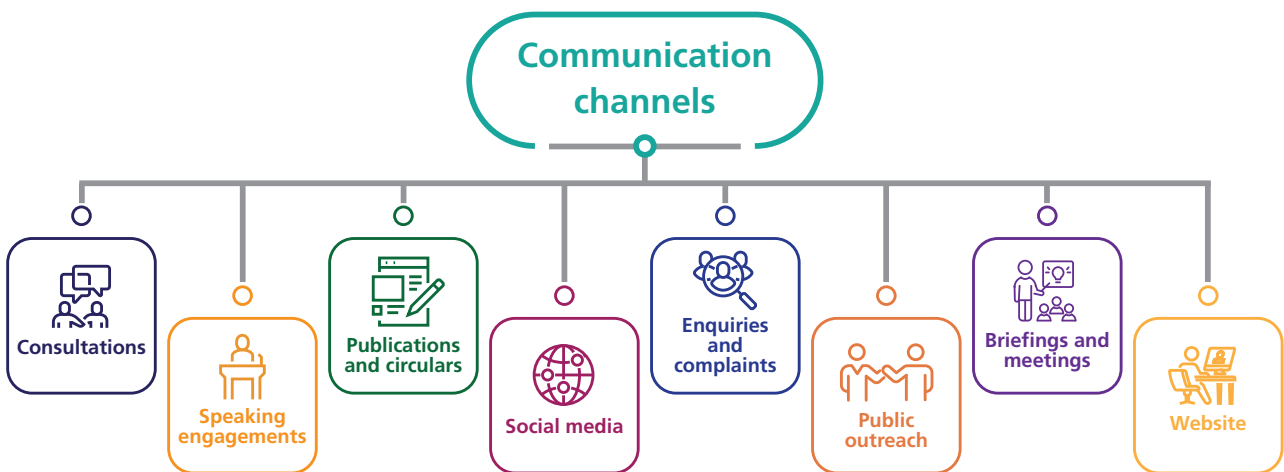 Communication
channels
Consultations
Speaking
engagements
Publications
and circulars
Social media
Enquiries
and
complaints
Public
outreach
Briefings and
meetings
Website